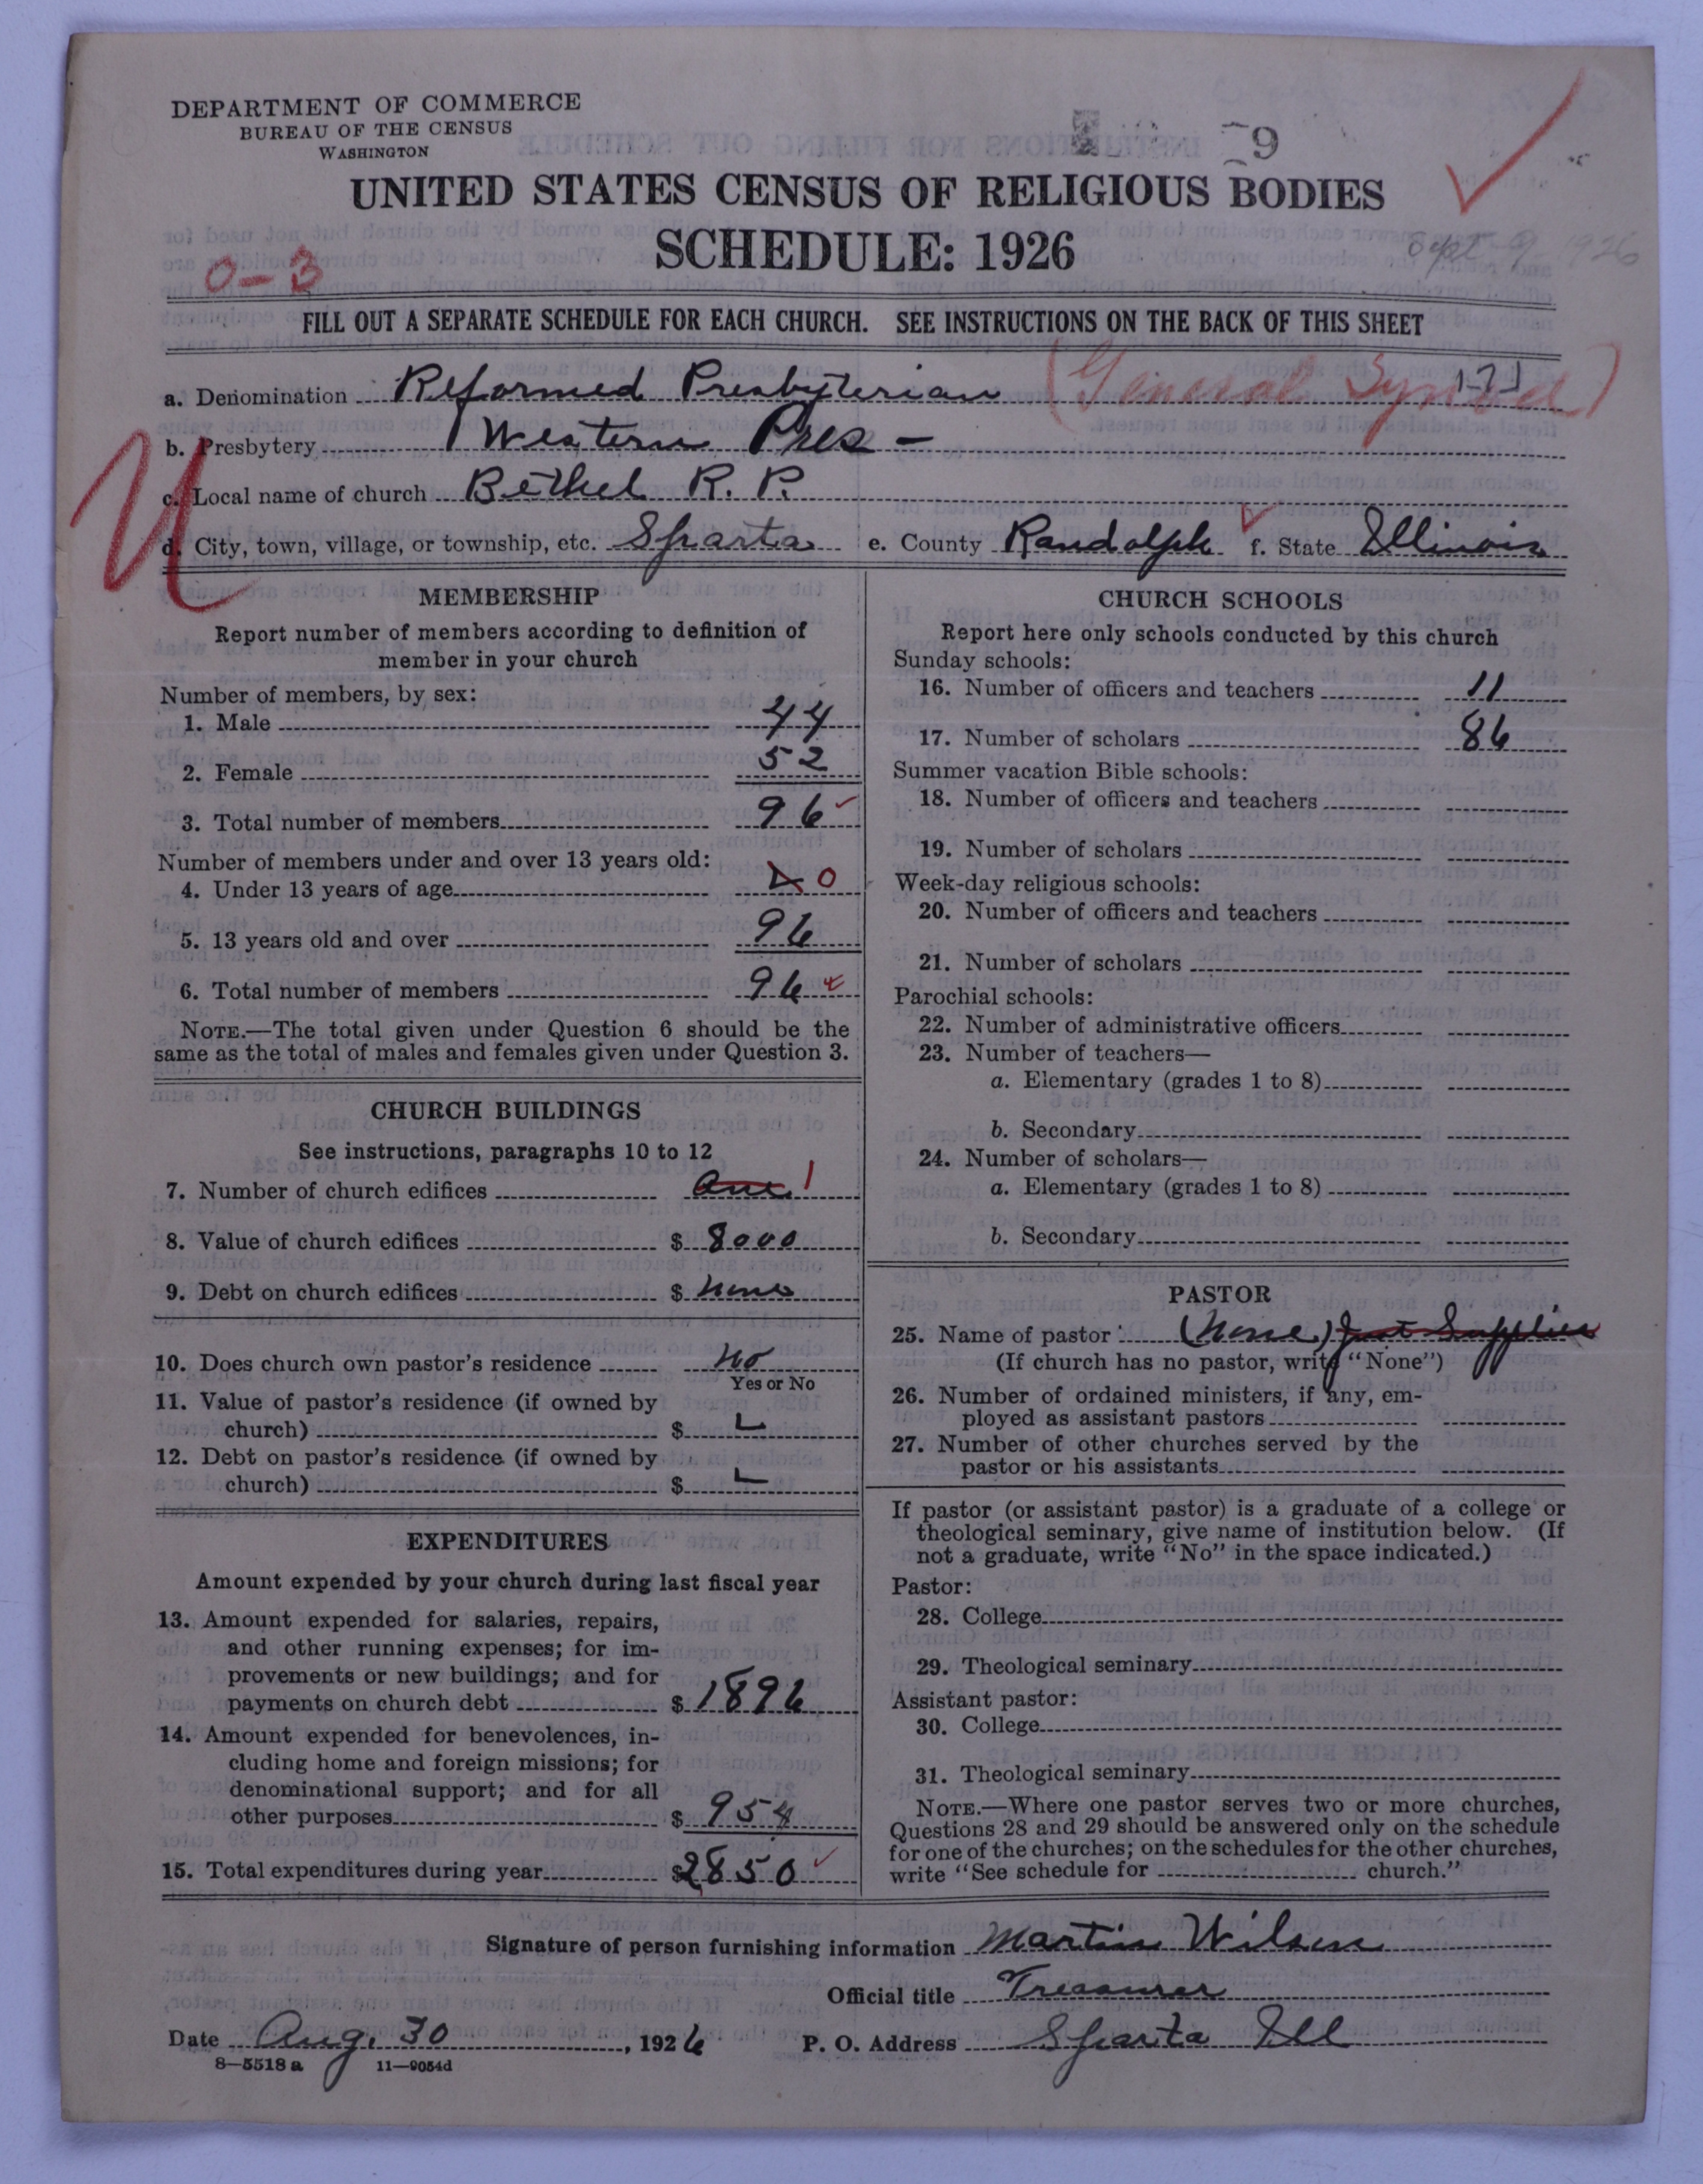 DEPARTMENT OF COMMERCE
BUREAU OF THE CENSUS
WASHINGTON
9
UNITED STATES CENSUS OF RELIGIOUS BODIES
SCHEDULE: 1926
Sept-9 1926
0-3
FILL OUT A SEPARATE SCHEDULE FOR EACH CHURCH. SEE INSTRUCTIONS ON THE BACK OF THIS SHEET
a. Denomination Reformed Presbyterian (General Synod)
b. Presbytery Western Pres -
c. Local name of church Bethel R. P.
d. City, town, village, or township, etc. Sparta e. County Randolph f. State Illinois
MEMBERSHIP
Report number of members according to definition of
member in your church
Number of members, by sex:
1. Male 44
2. Female 52
3. Total number of members 96
Number of members under and over 13 years old:
4. Under 13 years of age 0
5. 13 years old and over 96
6. Total number of members 96
NOTE.—The total given under Question 6 should be the
same as the total of males and females given under Question 3.
CHURCH BUILDINGS
See instructions, paragraphs 10 to 12
7. Number of church edifices One 1
8. Value of church edifices $ 8000
9. Debt on church edifices $ none
10. Does church own pastor's residence no
Yes or No
11. Value of pastor's residence (if owned by
church) $
12. Debt on pastor's residence (if owned by
church) $
EXPENDITURES
Amount expended by your church during last fiscal year
13. Amount expended for salaries, repairs,
and other running expenses; for im-
provements or new buildings; and for
payments on church debt $ 1896
14. Amount expended for benevolences, in-
cluding home and foreign missions; for
denominational support; and for all
other purposes $ 954
15. Total expenditures during year $ 2850
CHURCH SCHOOLS
Report here only schools conducted by this church
Sunday schools:
16. Number of officers and teachers 11
17. Number of scholars 86
Summer vacation Bible schools:
18. Number of officers and teachers
19. Number of scholars
Week-day religious schools:
20. Number of officers and teachers
21. Number of scholars
Parochial schools:
22. Number of administrative officers
23. Number of teachers—
a. Elementary (grades 1 to 8)
b. Secondary
24. Number of scholars—
a. Elementary (grades 1 to 8)
b. Secondary
PASTOR
25. Name of pastor (None) Just Supplies
(If church has no pastor, write "None")
26. Number of ordained ministers, if any, em-
ployed as assistant pastors
27. Number of other churches served by the
pastor or his assistants
If pastor (or assistant pastor) is a graduate of a college or
theological seminary, give name of institution below. (If
not a graduate, write "No" in the space indicated.)
Pastor:
28. College
29. Theological seminary
Assistant pastor:
30. College
31. Theological seminary
NOTE.—Where one pastor serves two or more churches,
Questions 28 and 29 should be answered only on the schedule
for one of the churches; on the schedules for the other churches,
write "See schedule for church."
Signature of person furnishing information Martin Wilson
Official title Treasurer
Date Aug. 30, 1926 P. O. Address Sparta Ill
8—5518 a 11—9054d